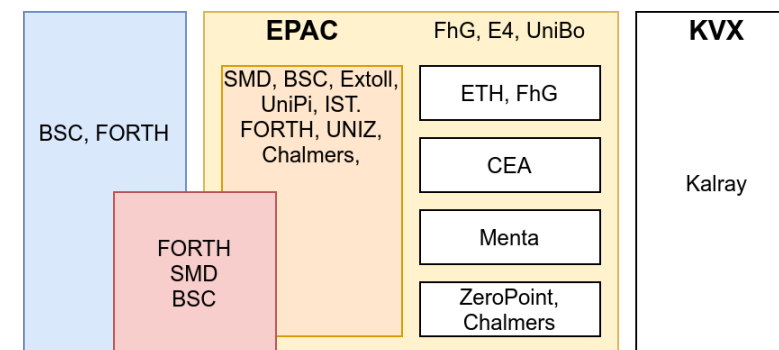 EPAC
FhG, E4, UniBo
KVX
BSC, FORTH
SMD, BSC, Extoll,
UniPi, IST.
FORTH, UNIZ,
Chalmers,
ETH, FhG
CEA
Menta
ZeroPoint,
Chalmers
Kalray
FORTH
SMD
BSC